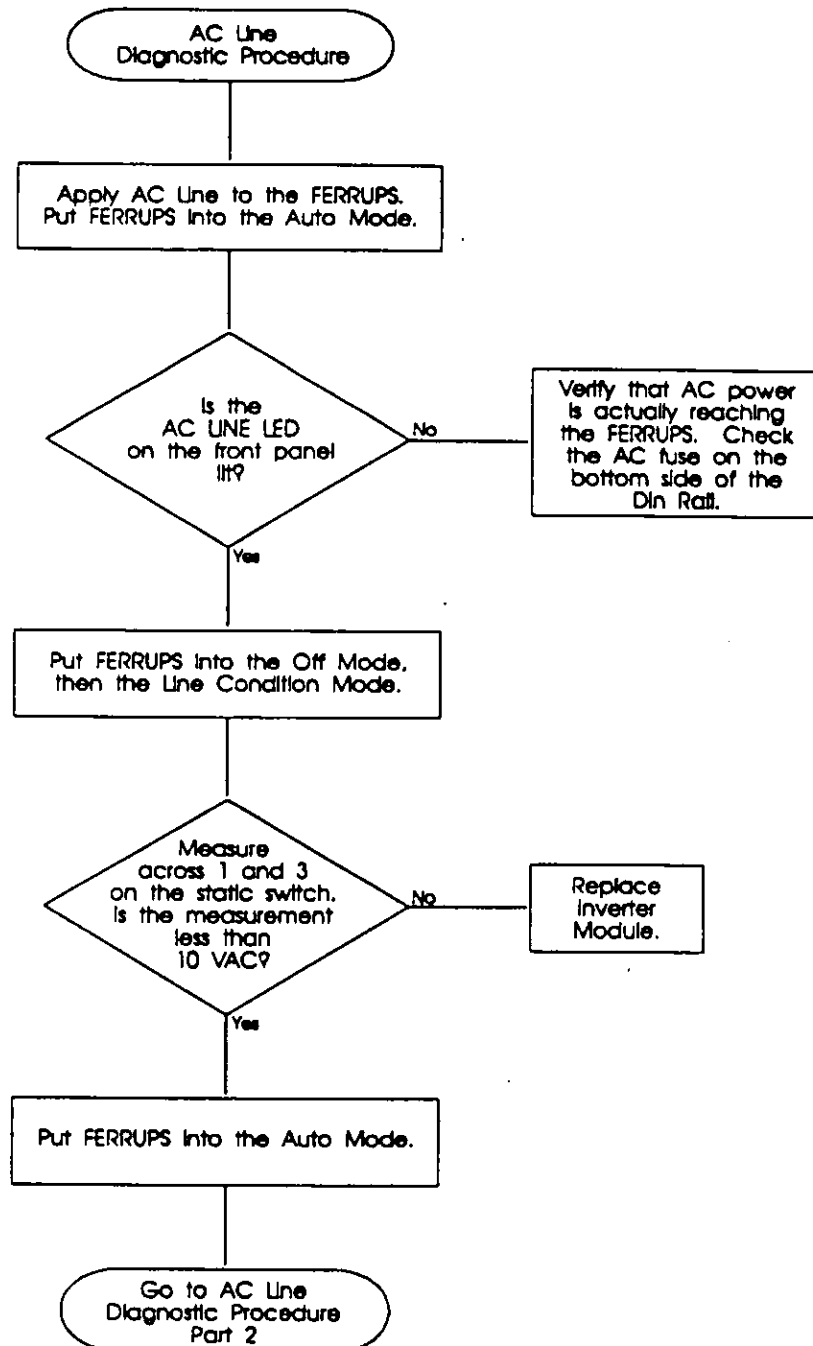 AC Line
Diagnostic Procedure
Apply AC Line to the FERRUPS.
Put FERRUPS into the Auto Mode.
Is the
AC LINE LED
on the front panel
lit?
No
Verify that AC power
is actually reaching
the FERRUPS. Check
the AC fuse on the
bottom side of the
Din Rail.
Yes
Put FERRUPS into the Off Mode,
then the Line Condition Mode.
Measure
across 1 and 3
on the static switch.
Is the measurement
less than
10 VAC?
No
Replace
Inverter
Module.
Yes
Put FERRUPS into the Auto Mode.
Go to AC Line
Diagnostic Procedure
Part 2